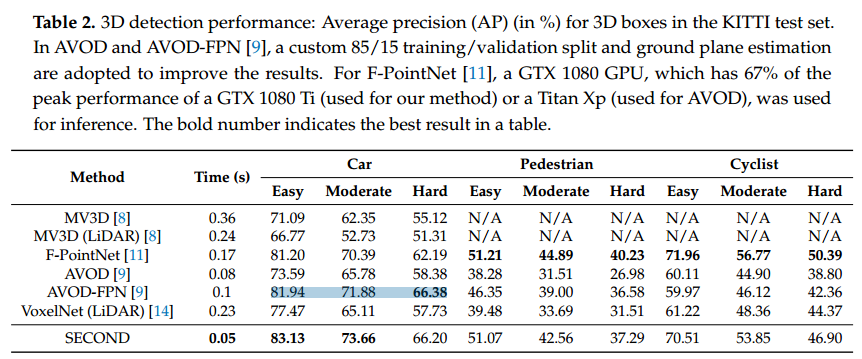 Table 2. 3D detection performance: Average precision (AP) (in %) for 3D boxes in the KITTI test set.
In AVOD and AVOD-FPN [9], a custom 85/15 training/validation split and ground plane estimation
are adopted to improve the results. For F-PointNet [11], a GTX 1080 GPU, which has 67% of the
peak performance of a GTX 1080 Ti (used for our method) or a Titan Xp (used for AVOD), was used
for inference. The bold number indicates the best result in a table.
Method Time (s) Car Pedestrian Cyclist
Easy Moderate Hard Easy Moderate Hard Easy Moderate Hard
MV3D [8] 0.36 71.09 62.35 55.12 N/A N/A N/A N/A N/A N/A
MV3D (LiDAR) [8] 0.24 66.77 52.73 51.31 N/A N/A N/A N/A N/A N/A
F-PointNet [11] 0.17 81.20 70.39 62.19 51.21 44.89 40.23 71.96 56.77 50.39
AVOD [9] 0.08 73.59 65.78 58.38 38.28 31.51 26.98 60.11 44.90 38.80
AVOD-FPN [9] 0.1 81.94 71.88 66.38 46.35 39.00 36.58 59.97 46.12 42.36
VoxelNet (LiDAR) [14] 0.23 77.47 65.11 57.73 39.48 33.69 31.51 61.22 48.36 44.37
SECOND 0.05 83.13 73.66 66.20 51.07 42.56 37.29 70.51 53.85 46.90